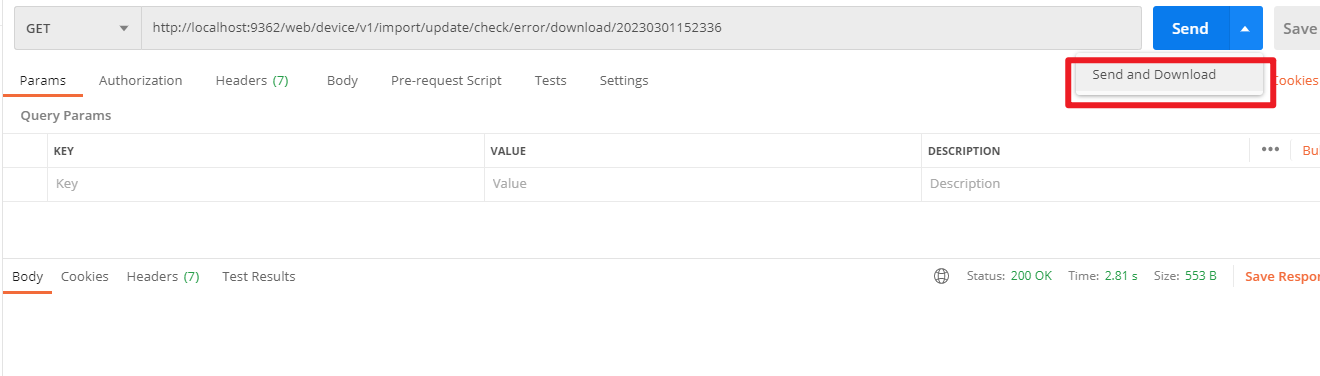 GET http://localhost:9362/web/device/v1/import/update/check/error/download/20230301152336 Send Save
Params Authorization Headers (7) Body Pre-request Script Tests Settings Send and Download Cookies
Query Params
KEY VALUE DESCRIPTION ••• Bu
Key Value Description
Body Cookies Headers (7) Test Results Status: 200 OK Time: 2.81 s Size: 553 B Save Respo